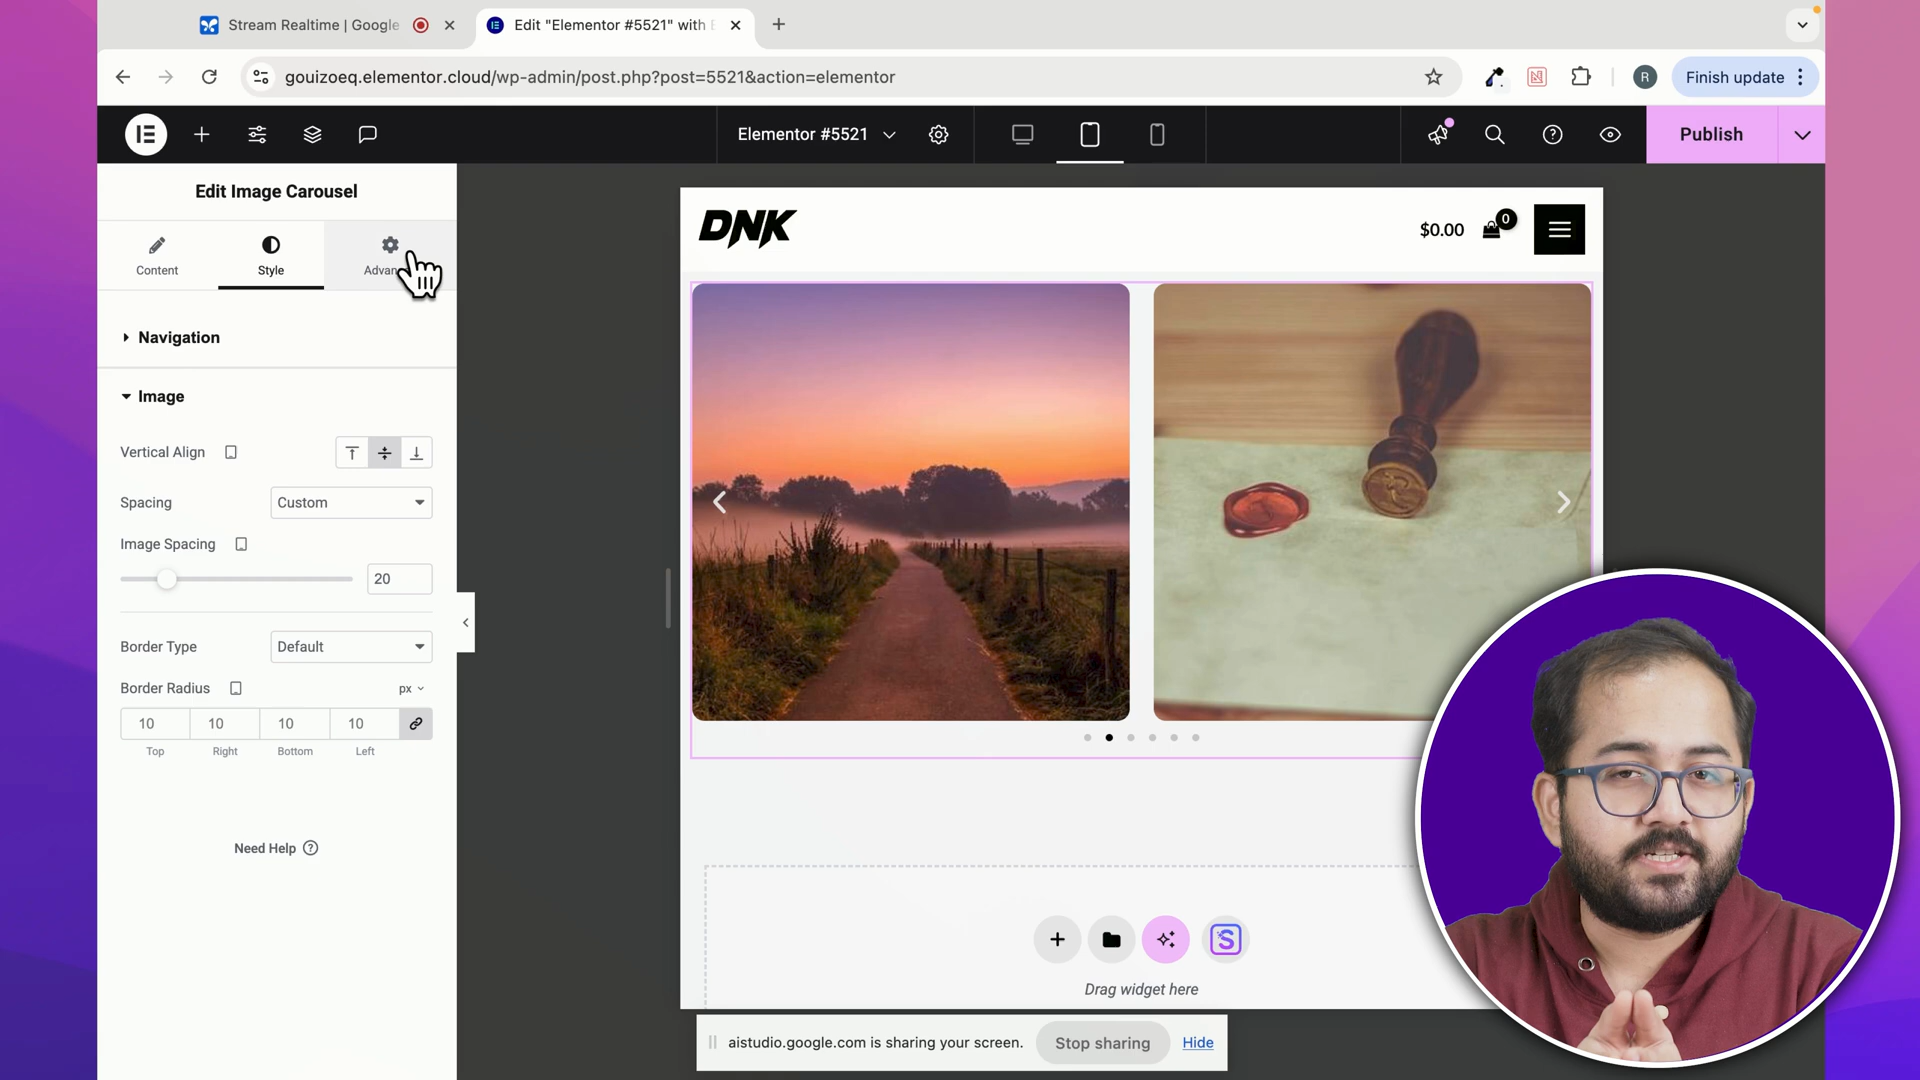 Stream Realtime | Google
Edit "Elementor #5521" with E
gouizoeq.elementor.cloud/wp-admin/post.php?post=5521&action=elementor
R
Finish update
Elementor #5521
Publish
Edit Image Carousel
Content
Style
Advan
DNK
$0.00
0
Navigation
Image
Vertical Align
Spacing
Custom
Image Spacing
20
Border Type
Default
Border Radius
px
10 10 10 10
Top Right Bottom Left
Need Help
S
Drag widget here
aistudio.google.com is sharing your screen.
Stop sharing
Hide